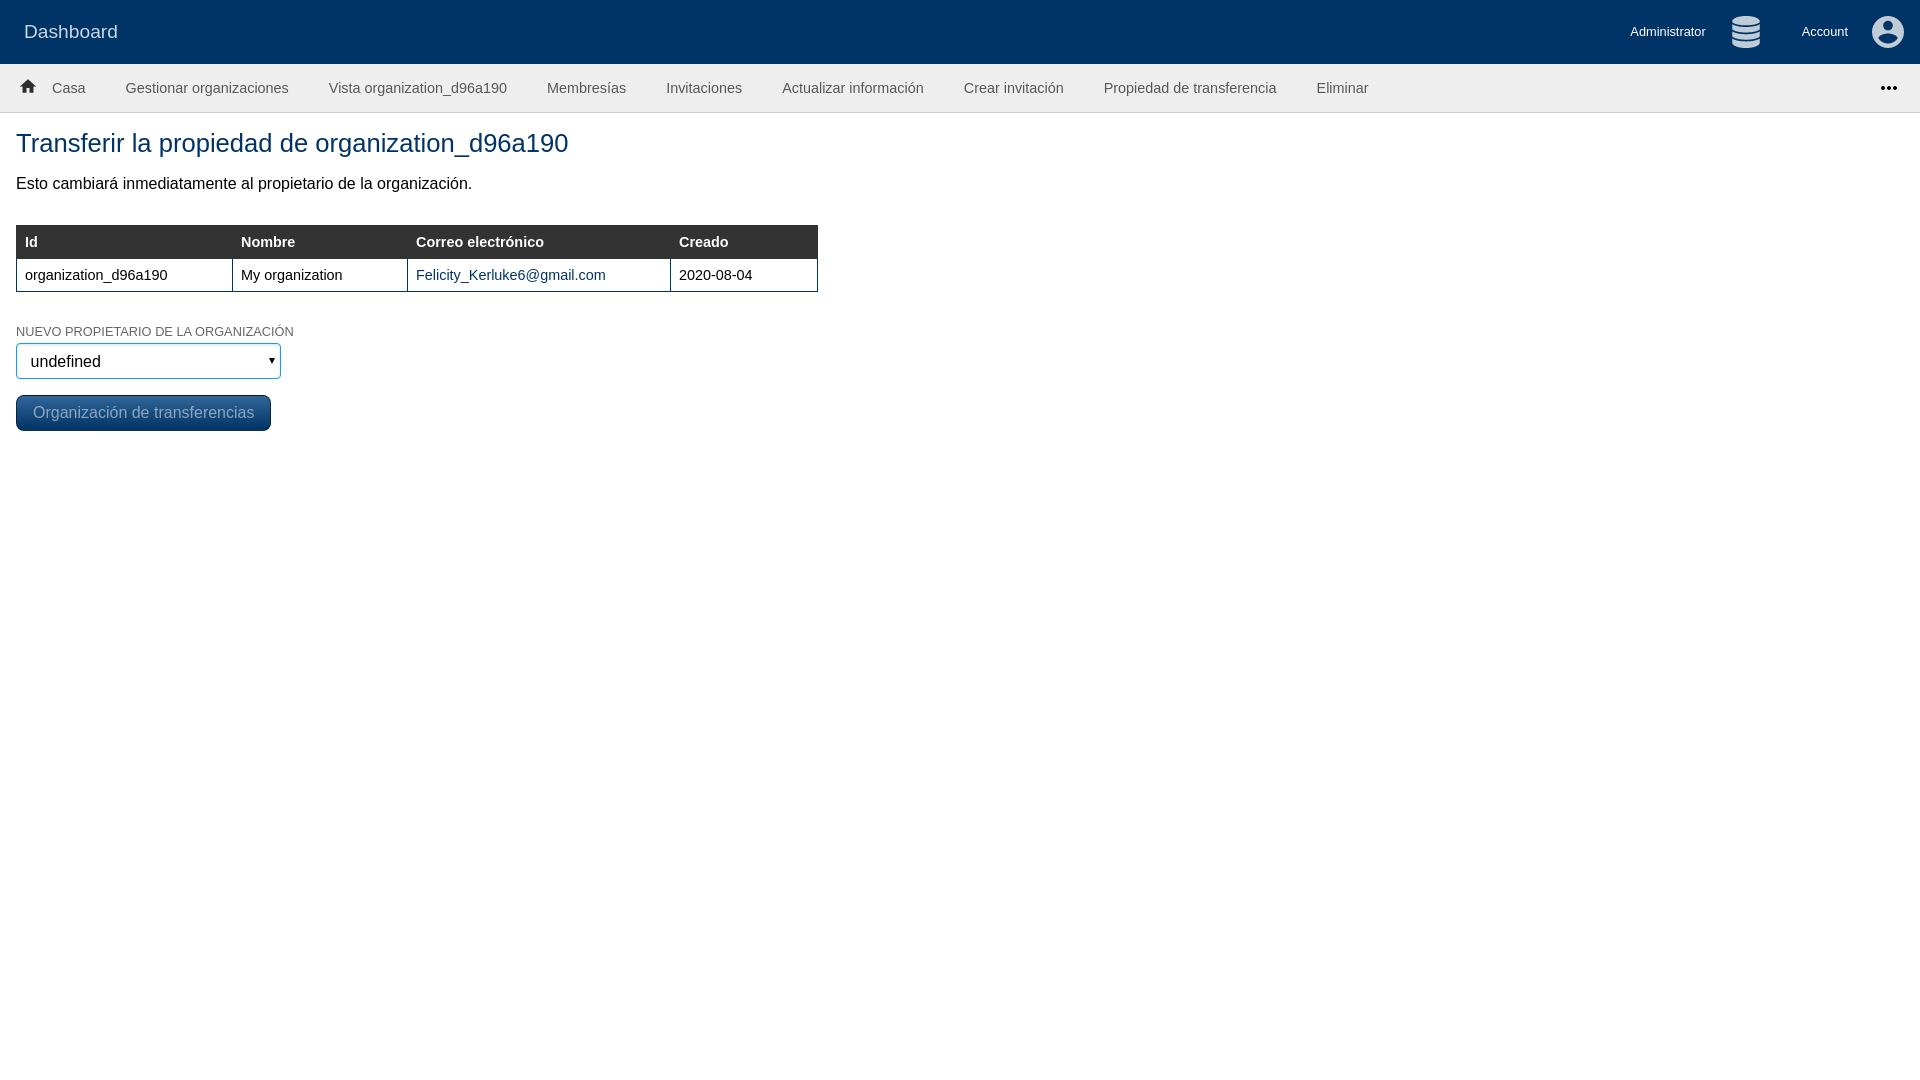 Dashboard
Administrator
Account
Casa Gestionar organizaciones Vista organization_d96a190 Membresías Invitaciones Actualizar información Crear invitación Propiedad de transferencia Eliminar
Transferir la propiedad de organization_d96a190
Esto cambiará inmediatamente al propietario de la organización.
Id Nombre Correo electrónico Creado
organization_d96a190 My organization Felicity_Kerluke6@gmail.com 2020-08-04
NUEVO PROPIETARIO DE LA ORGANIZACIÓN
undefined
Organización de transferencias